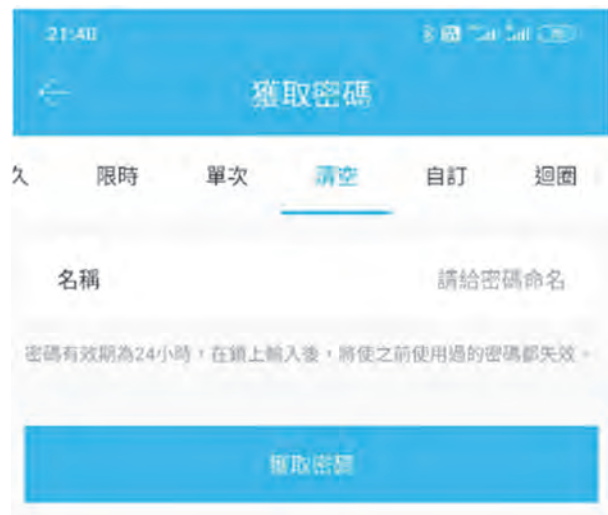 21:40
獲取密碼
久 限時 單次 清空 自訂 迴圈
名稱 請給密碼命名
密碼有效期為24小時，在鎖上輸入後，將使之前使用過的密碼都失效。
獲取密碼